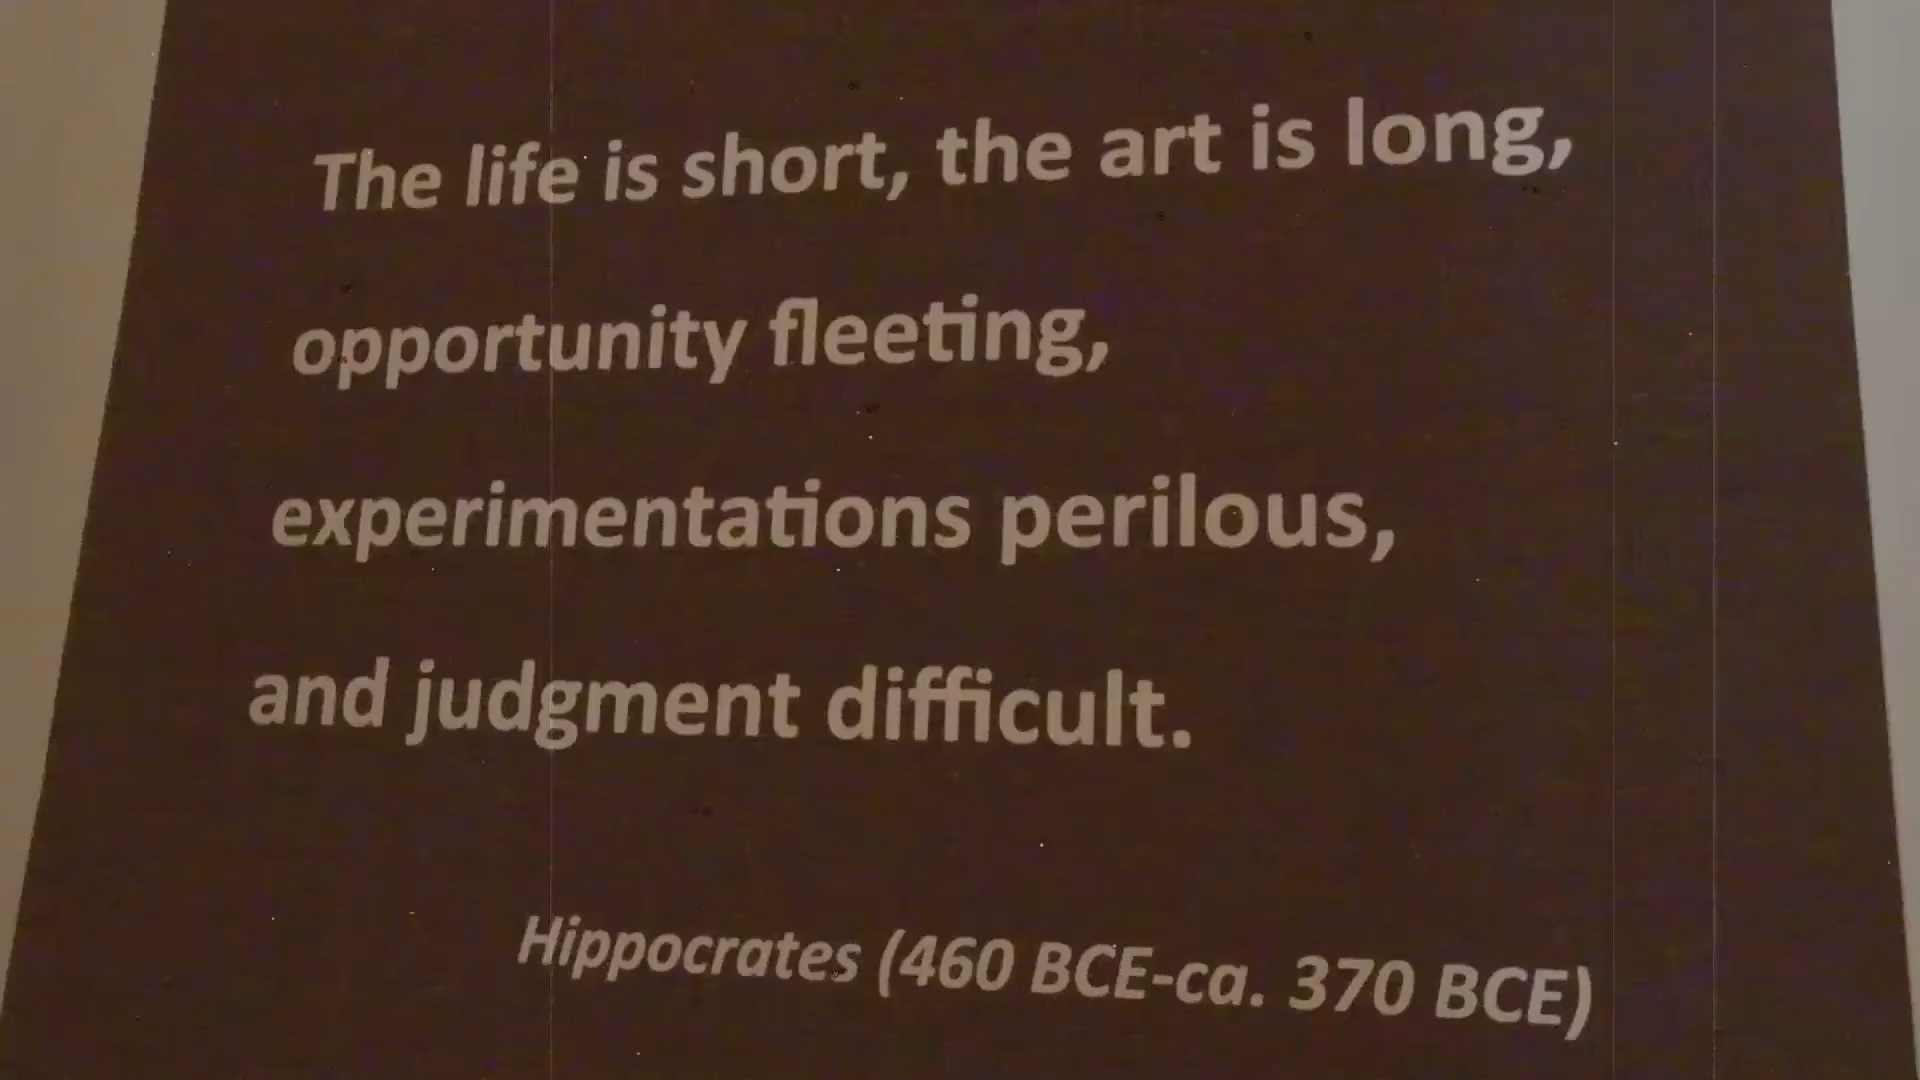 The life is short, the art is long,
opportunity fleeting,
experimentations perilous,
and judgment difficult.
Hippocrates (460 BCE-ca. 370 BCE)